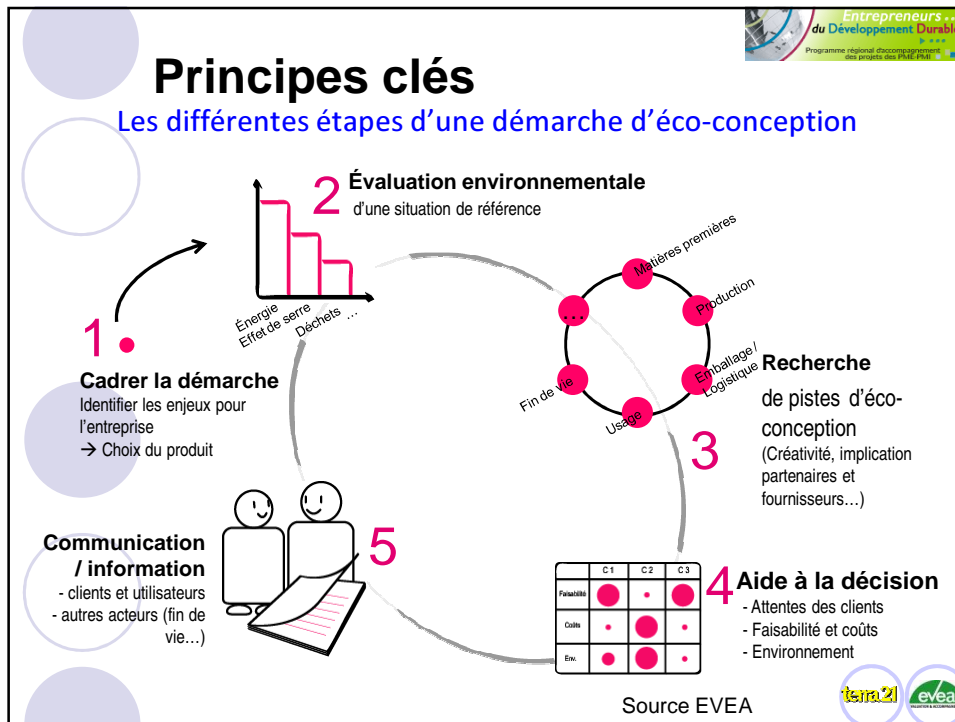 Entrepreneurs ...
du Développement Durable
Programme régional d'accompagnement
des projets des PME-PMI
Principes clés
Les différentes étapes d'une démarche d'éco-conception
1
Cadrer la démarche
Identifier les enjeux pour
l'entreprise
→ Choix du produit
2
Évaluation environnementale
d'une situation de référence
Énergie
Effet de serre
Déchets ...
Matières premières
Production
Emballage /
Logistique
Usage
Fin de vie
...
3
Recherche
de pistes d'éco-
conception
(Créativité, implication
partenaires et
fournisseurs…)
4
Aide à la décision
- Attentes des clients
- Faisabilité et coûts
- Environnement
C 1 C 2 C 3
Faisabilité
Coûts
Env.
5
Communication
/ information
- clients et utilisateurs
- autres acteurs (fin de
vie…)
Source EVEA
terra21
evea